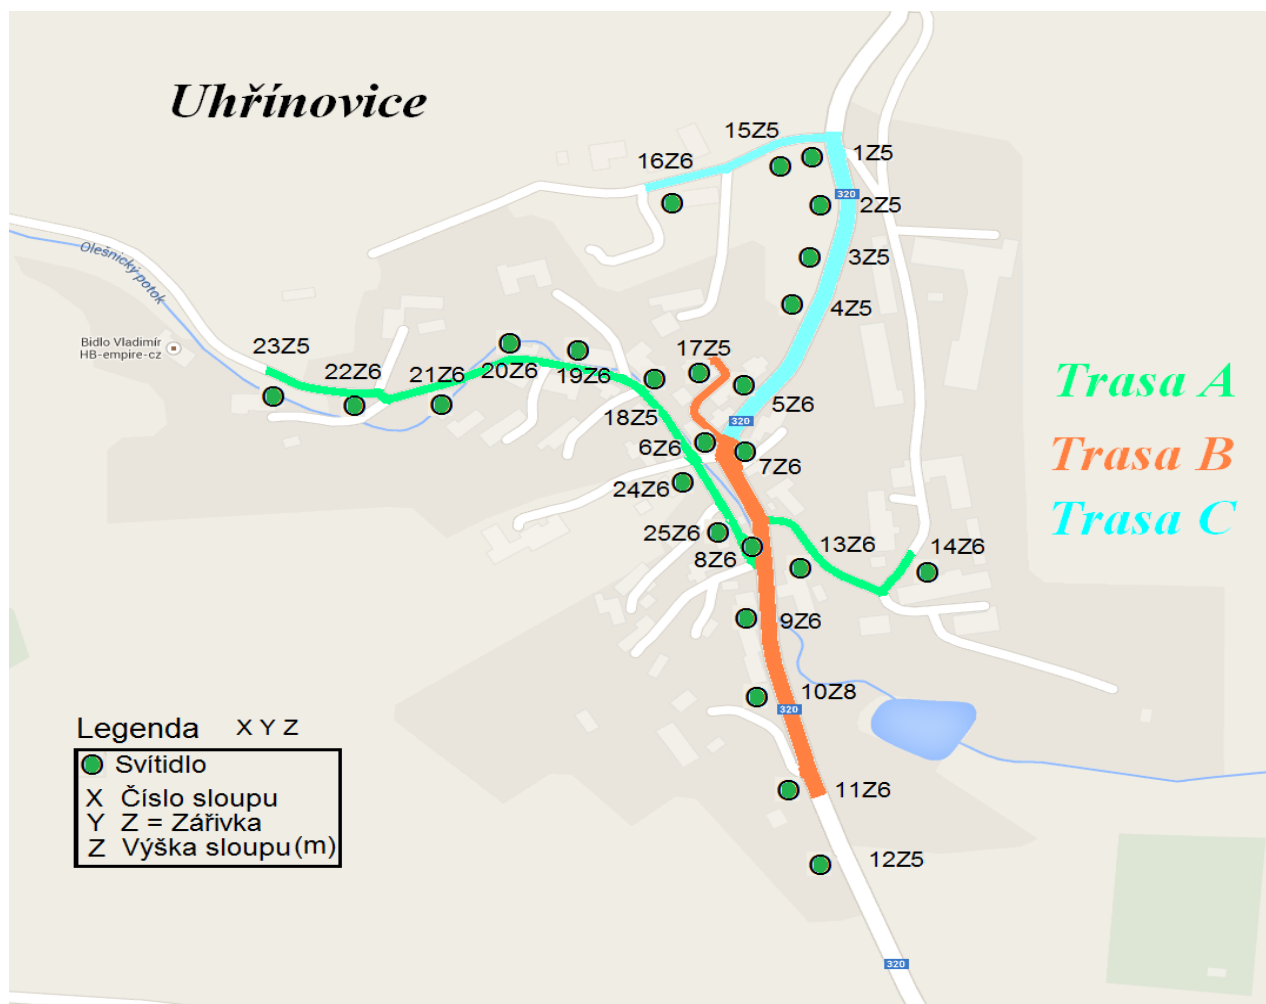 Uhřínovice
15Z5
1Z5
16Z6
320
2Z5
Olešnický
potok
3Z5
4Z5
Bidlo Vladimír
HB-empire-cz
23Z5
22Z6
21Z6
20Z6
19Z6
17Z5
5Z6
18Z5
320
6Z6
7Z6
24Z6
25Z6
8Z6
13Z6
14Z6
9Z6
10Z8
320
11Z6
12Z5
320
Trasa A
Trasa B
Trasa C
Legenda X Y Z
Svítidlo
X Číslo sloupu
Y Z = Zářivka
Z Výška sloupu (m)